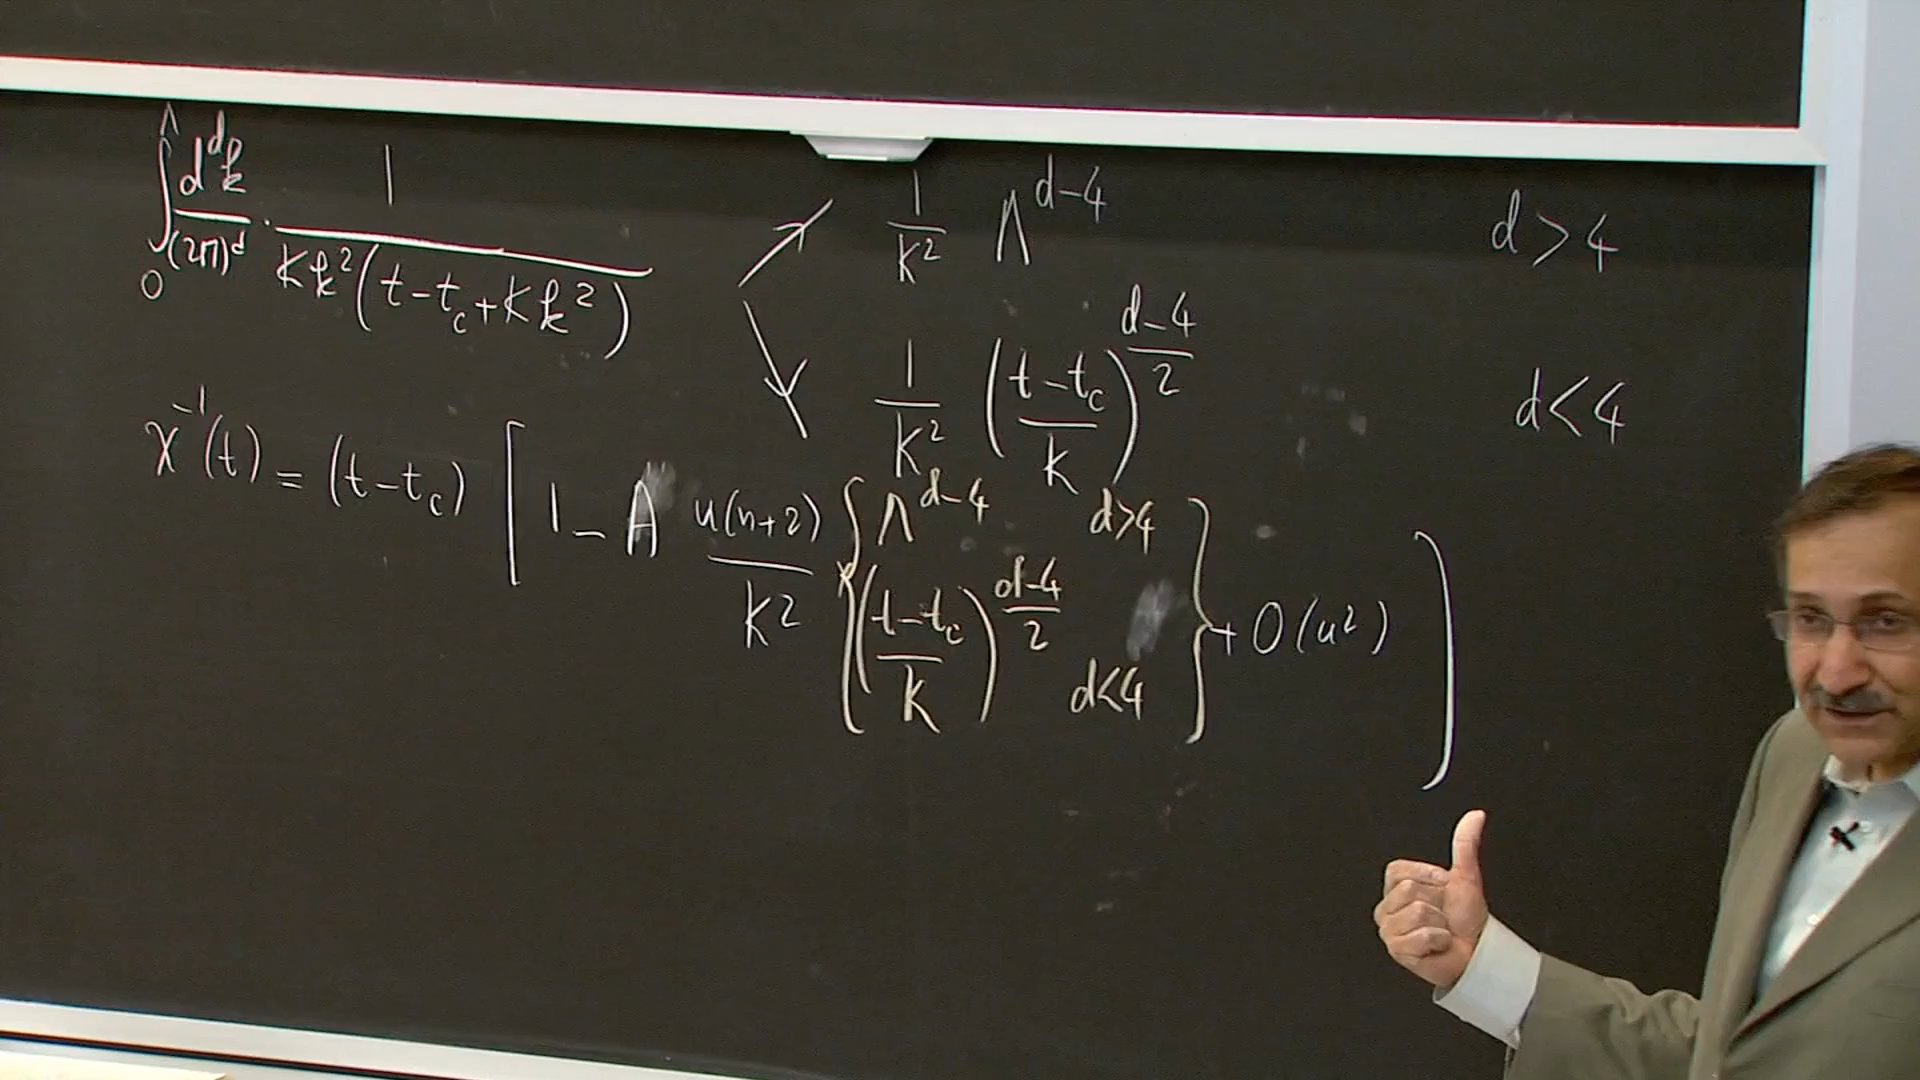 ∫₀^Λ d^d k/(2π)^d · 1/(Kk²(t-t_c+Kk²)) ↗ 1/K² Λ^(d-4) d>4
↘ 1/K² ((t-t_c)/K)^((d-4)/2) d<4
χ⁻¹(t) = (t-t_c) [1 - A u(n+2)/K² {Λ^(d-4) d>4
((t-t_c)/K)^((d-4)/2) d<4} + O(u²)]